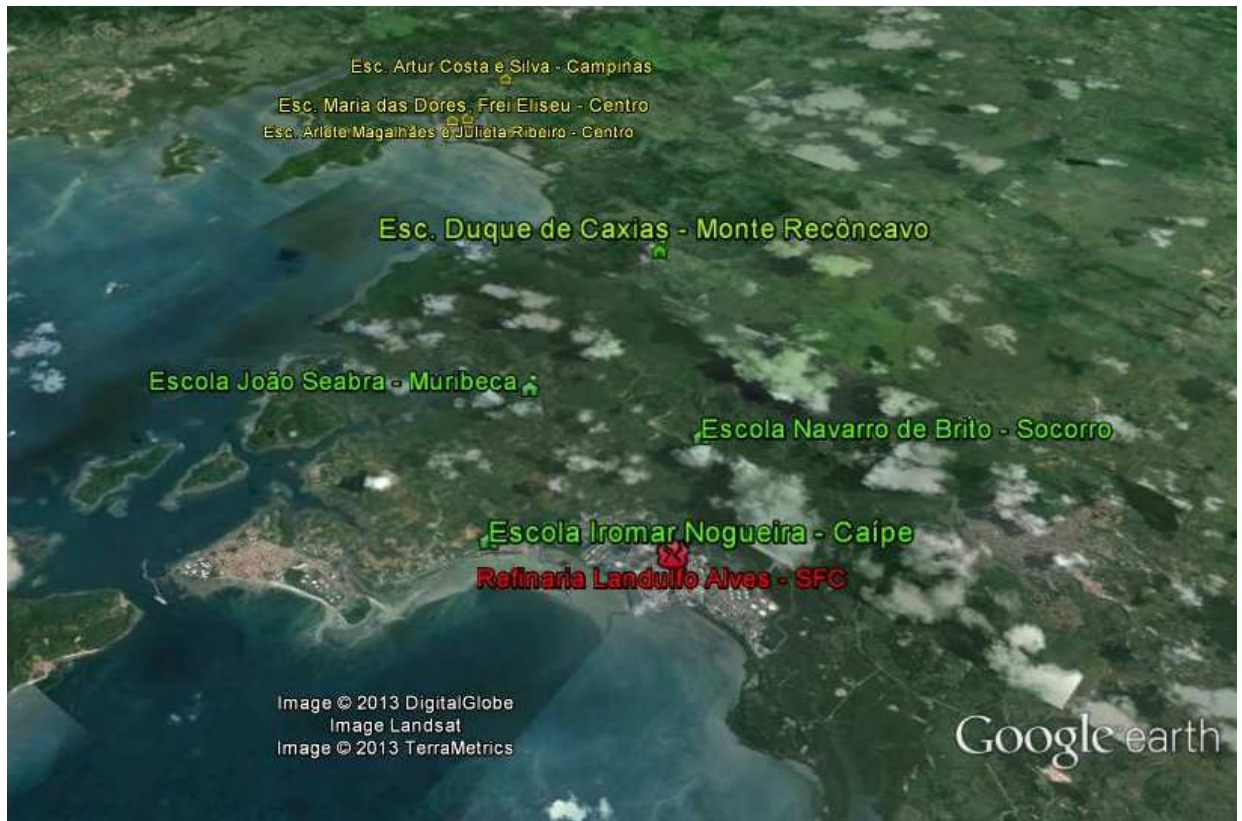 Esc. Artur Costa e Silva - Campinas
Esc. Maria das Dores, Frei Eliseu - Centro
Esc. Arlete Magalhães e Julieta Ribeiro - Centro
Esc. Duque de Caxias - Monte Recôncavo
Escola João Seabra - Muribeca
Escola Navarro de Brito - Socorro
Escola Iromar Nogueira - Caípe
Refinaria Landulfo Alves - SFC
Image © 2013 DigitalGlobe
Image Landsat
Image © 2013 TerraMetrics
Google earth